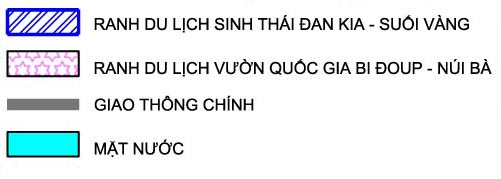 RANH DU LỊCH SINH THÁI ĐAN KIA - SUỐI VÀNG
RANH DU LỊCH VƯỜN QUỐC GIA BI ĐOUP - NÚI BÀ
GIAO THÔNG CHÍNH
MẶT NƯỚC